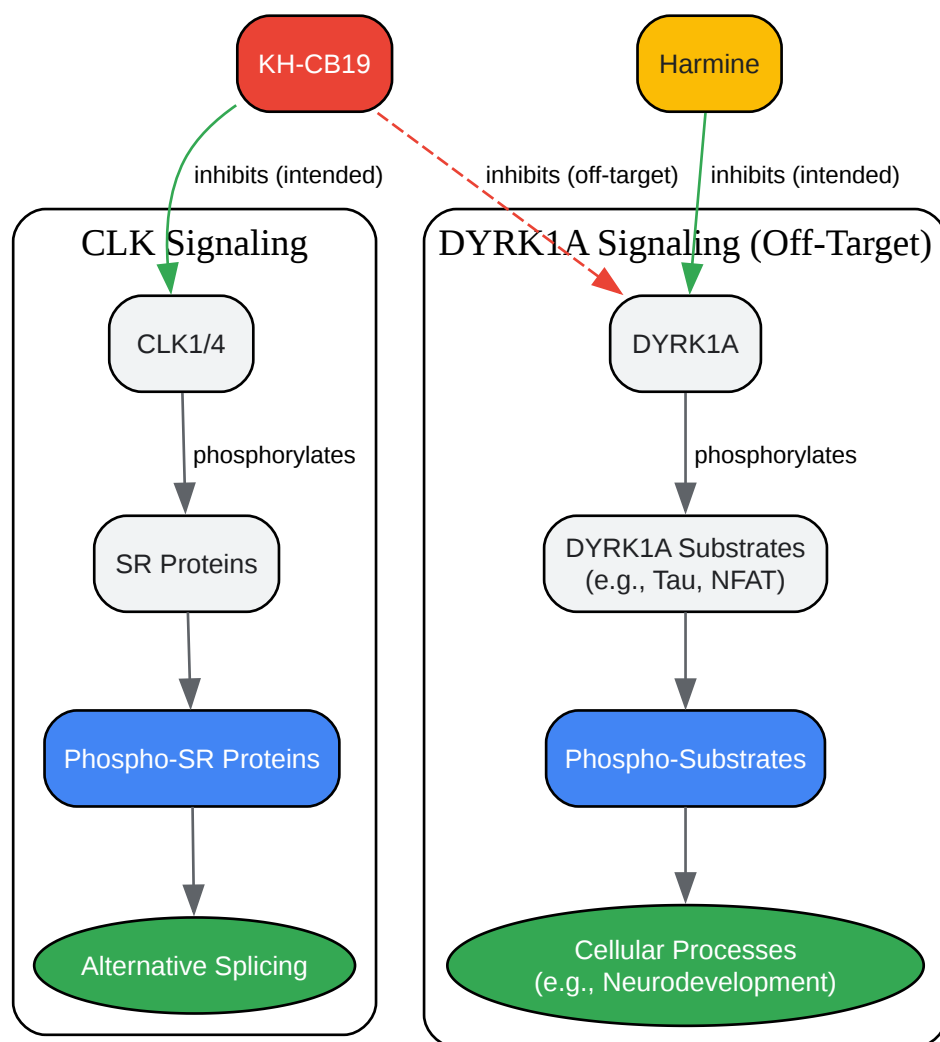 KH-CB19
Harmine
inhibits (intended)
inhibits (off-target)
inhibits (intended)
CLK Signaling
DYRK1A Signaling (Off-Target)
CLK1/4
DYRK1A
phosphorylates
phosphorylates
SR Proteins
DYRK1A Substrates
(e.g., Tau, NFAT)
Phospho-SR Proteins
Phospho-Substrates
Alternative Splicing
Cellular Processes
(e.g., Neurodevelopment)